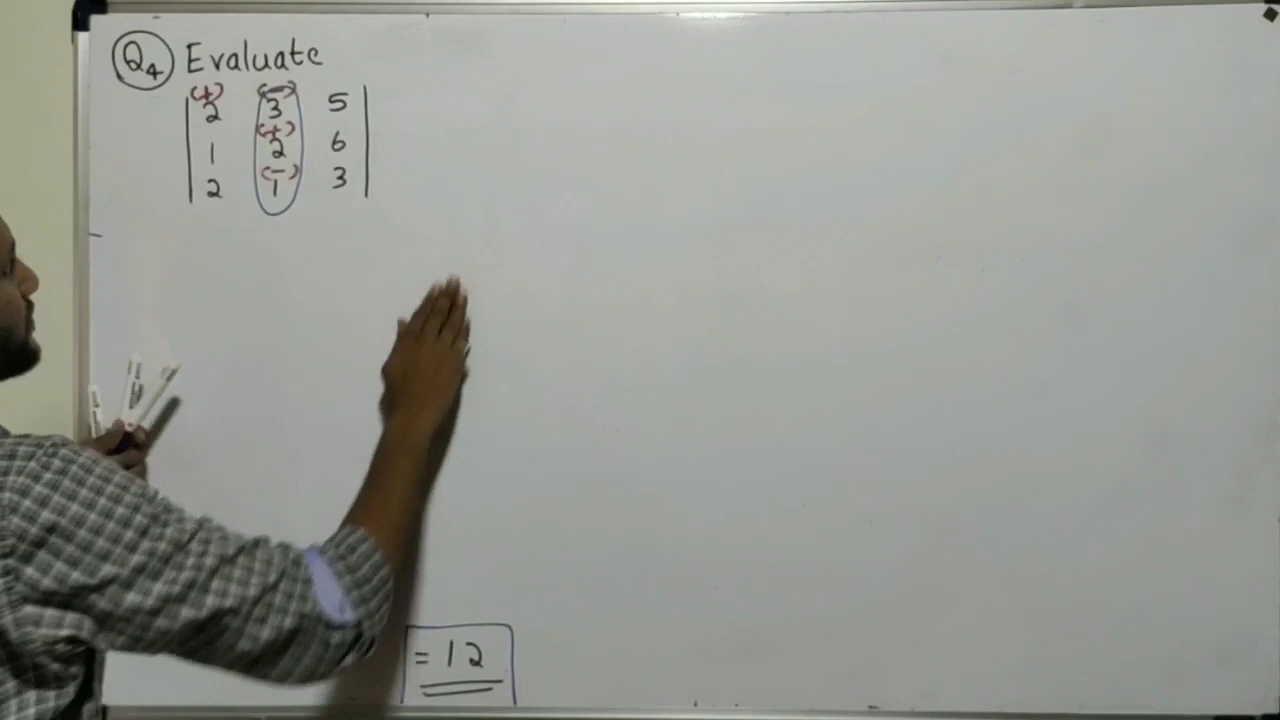 Q4 Evaluate
(+) (-)
2 3 5
(+)
1 2 6
(-)
2 1 3
= 12